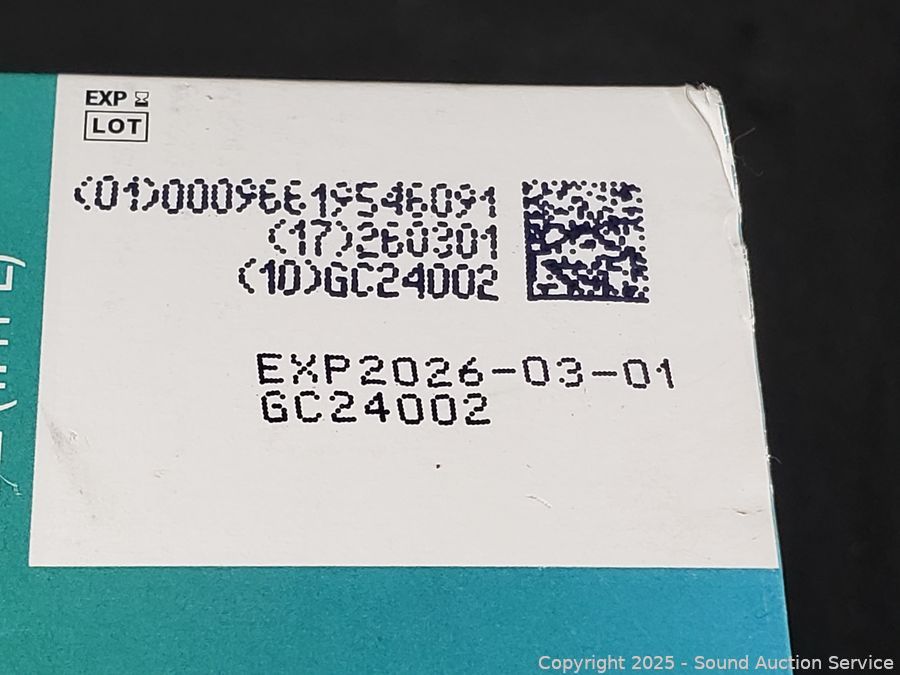 EXP
LOT
(01)00096619546091
(17)260301
(10)GC24002
EXP2026-03-01
GC24002
Copyright 2025 - Sound Auction Service